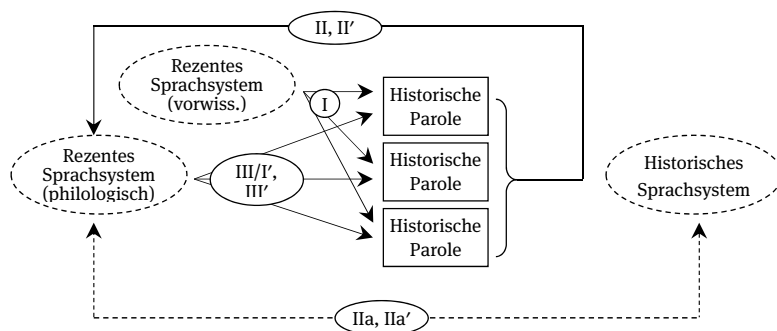 II, II′
Rezentes
Sprachsystem
(vorwiss.)
I
Historische
Parole
Rezentes
Sprachsystem
(philologisch)
III/I′,
III′
Historische
Parole
Historisches
Sprachsystem
Historische
Parole
IIa, IIa′